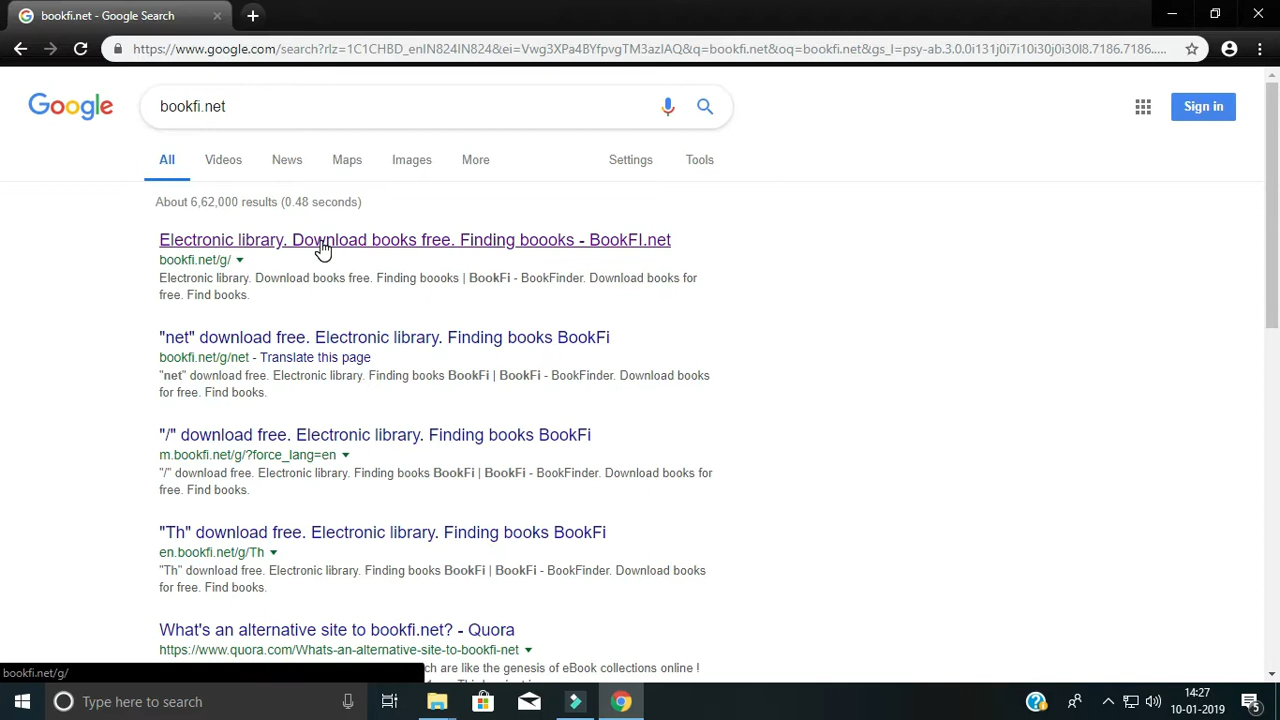 bookfi.net - Google Search
https://www.google.com/search?rlz=1C1CHBD_enIN824IN824&ei=Vwg3XPa4BYfpvgTM3azIAQ&q=bookfi.net&oq=bookfi.net&gs_l=psy-ab.3.0.0i131j0i7i10i30j0i30l8.7186.7186.....
Google
bookfi.net
Sign in
All Videos News Maps Images More Settings Tools
About 6,62,000 results (0.48 seconds)
Electronic library. Download books free. Finding boooks - BookFI.net
bookfi.net/g/
Electronic library. Download books free. Finding boooks | BookFi - BookFinder. Download books for
free. Find books.
"net" download free. Electronic library. Finding books BookFi
bookfi.net/g/net - Translate this page
"net" download free. Electronic library. Finding books BookFi | BookFi - BookFinder. Download books
for free. Find books.
"/" download free. Electronic library. Finding books BookFi
m.bookfi.net/g/?force_lang=en
"/" download free. Electronic library. Finding books BookFi | BookFi - BookFinder. Download books for
free. Find books.
"Th" download free. Electronic library. Finding books BookFi
en.bookfi.net/g/Th
"Th" download free. Electronic library. Finding books BookFi | BookFi - BookFinder. Download books
for free. Find books.
What's an alternative site to bookfi.net? - Quora
https://www.quora.com/Whats-an-alternative-site-to-bookfi-net
ch are like the genesis of eBook collections online !
bookfi.net/g/
Type here to search
14:27
10-01-2019
5